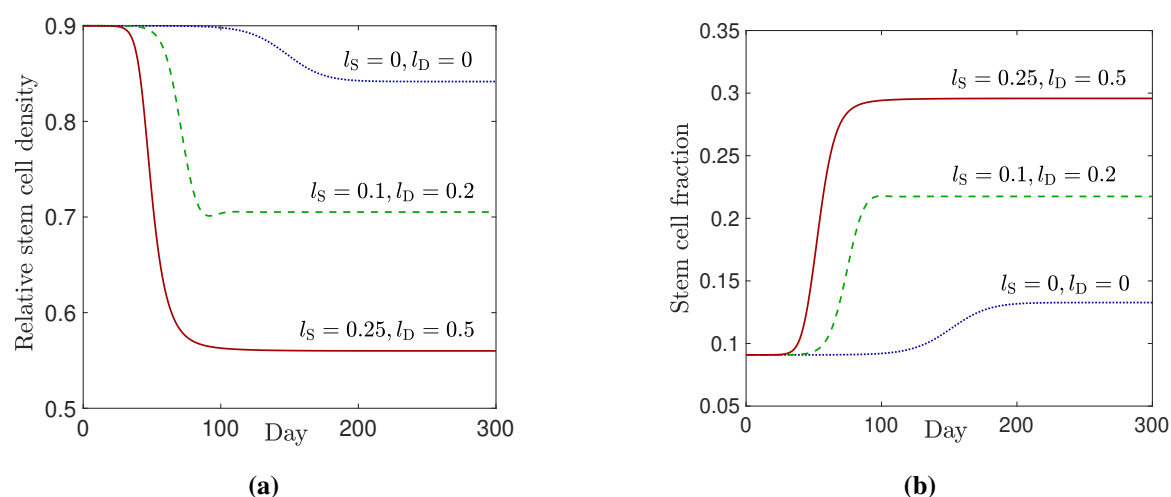 Relative stem cell density
0.9
0.8
0.7
0.6
0.5
l_S = 0, l_D = 0
l_S = 0.1, l_D = 0.2
l_S = 0.25, l_D = 0.5
0
100
200
300
Day
(a)
Stem cell fraction
0.35
0.3
0.25
0.2
0.15
0.1
0.05
l_S = 0.25, l_D = 0.5
l_S = 0.1, l_D = 0.2
l_S = 0, l_D = 0
0
100
200
300
Day
(b)